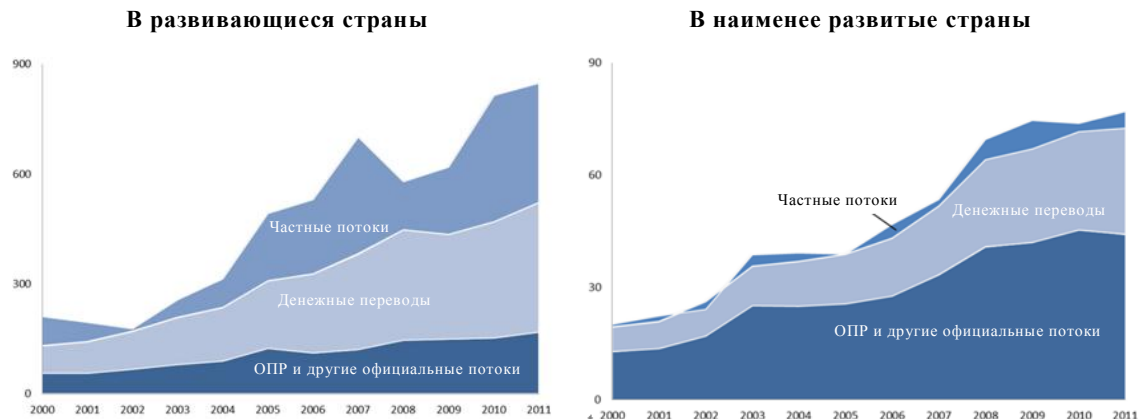 В развивающиеся страны
900
600
300
0
Частные потоки
Денежные переводы
ОПР и другие официальные потоки
2000 2001 2002 2003 2004 2005 2006 2007 2008 2009 2010 2011
В наименее развитые страны
90
60
30
0
Частные потоки
Денежные переводы
ОПР и другие официальные потоки
2000 2001 2002 2003 2004 2005 2006 2007 2008 2009 2010 2011